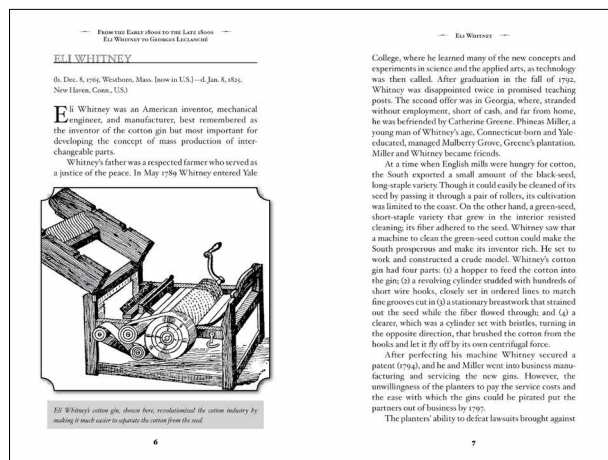 From the Early 1800s to the Late 1800s
Eli Whitney to Georges Leclanché
ELI WHITNEY
(b. Dec. 8, 1765, Westboro, Mass. [now in U.S.]—d. Jan. 8, 1825,
New Haven, Conn., U.S.)
Eli Whitney was an American inventor, mechanical
engineer, and manufacturer, best remembered as
the inventor of the cotton gin but most important for
developing the concept of mass production of inter-
changeable parts.
Whitney's father was a respected farmer who served as
a justice of the peace. In May 1789 Whitney entered Yale
Eli Whitney's cotton gin, shown here, revolutionized the cotton industry by
making it much easier to separate the cotton from the seed.
6
Eli Whitney
College, where he learned many of the new concepts and
experiments in science and the applied arts, as technology
was then called. After graduation in the fall of 1792,
Whitney was disappointed twice in promised teaching
posts. The second offer was in Georgia, where, stranded
without employment, short of cash, and far from home,
he was befriended by Catherine Greene. Phineas Miller, a
young man of Whitney's age, Connecticut-born and Yale-
educated, managed Mulberry Grove, Greene's plantation.
Miller and Whitney became friends.
At a time when English mills were hungry for cotton,
the South exported a small amount of the black-seed,
long-staple variety. Though it could easily be cleaned of its
seed by passing it through a pair of rollers, its cultivation
was limited to the coast. On the other hand, a green-seed,
short-staple variety that grew in the interior resisted
cleaning; its fiber adhered to the seed. Whitney saw that
a machine to clean the green-seed cotton could make the
South prosperous and make its inventor rich. He set to
work and constructed a crude model. Whitney's cotton
gin had four parts: (1) a hopper to feed the cotton into
the gin; (2) a revolving cylinder studded with hundreds of
short wire hooks, closely set in ordered lines to match
fine grooves cut in (3) a stationary breastwork that strained
out the seed while the fiber flowed through; and (4) a
clearer, which was a cylinder set with bristles, turning in
the opposite direction, that brushed the cotton from the
hooks and let it fly off by its own centrifugal force.
After perfecting his machine Whitney secured a
patent (1794), and he and Miller went into business manu-
facturing and servicing the new gins. However, the
unwillingness of the planters to pay the service costs and
the ease with which the gins could be pirated put the
partners out of business by 1797.
The planters' ability to defeat lawsuits brought against
7